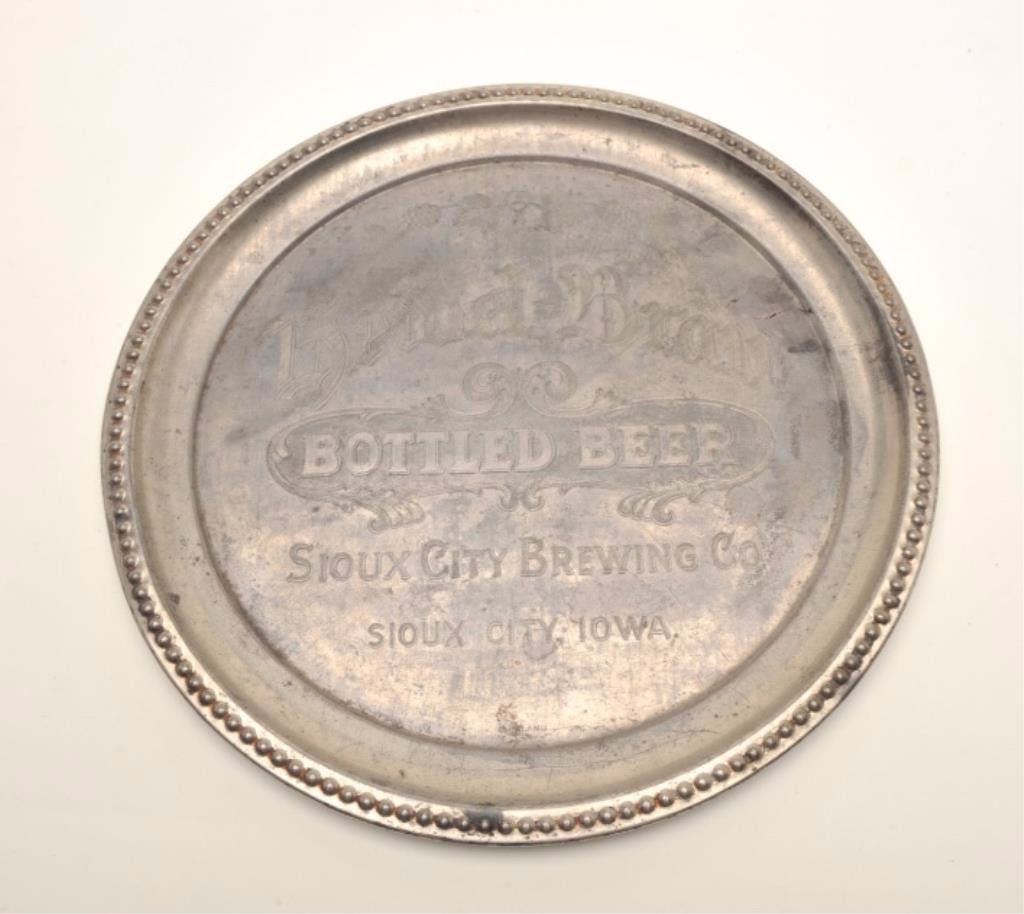 BOTTLED BEER
SIOUX CITY BREWING CO
SIOUX CITY, IOWA.